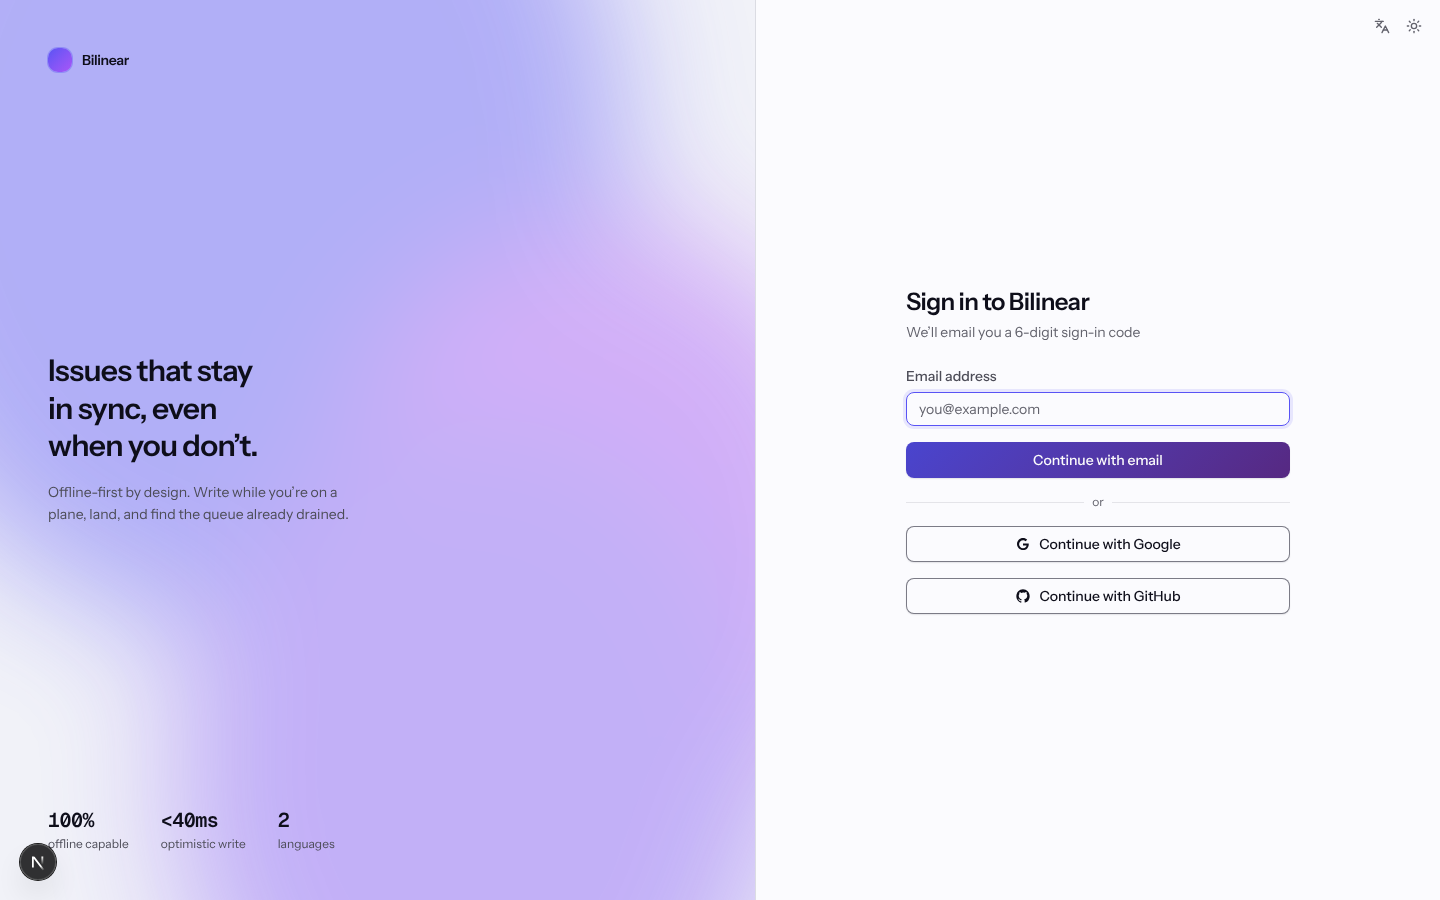 Bilinear
Issues that stay
in sync, even
when you don’t.
Offline-first by design. Write while you’re on a
plane, land, and find the queue already drained.
100%
offline capable
<40ms
optimistic write
2
languages
Sign in to Bilinear
We’ll email you a 6-digit sign-in code
Email address
you@example.com
Continue with email
or
Continue with Google
Continue with GitHub